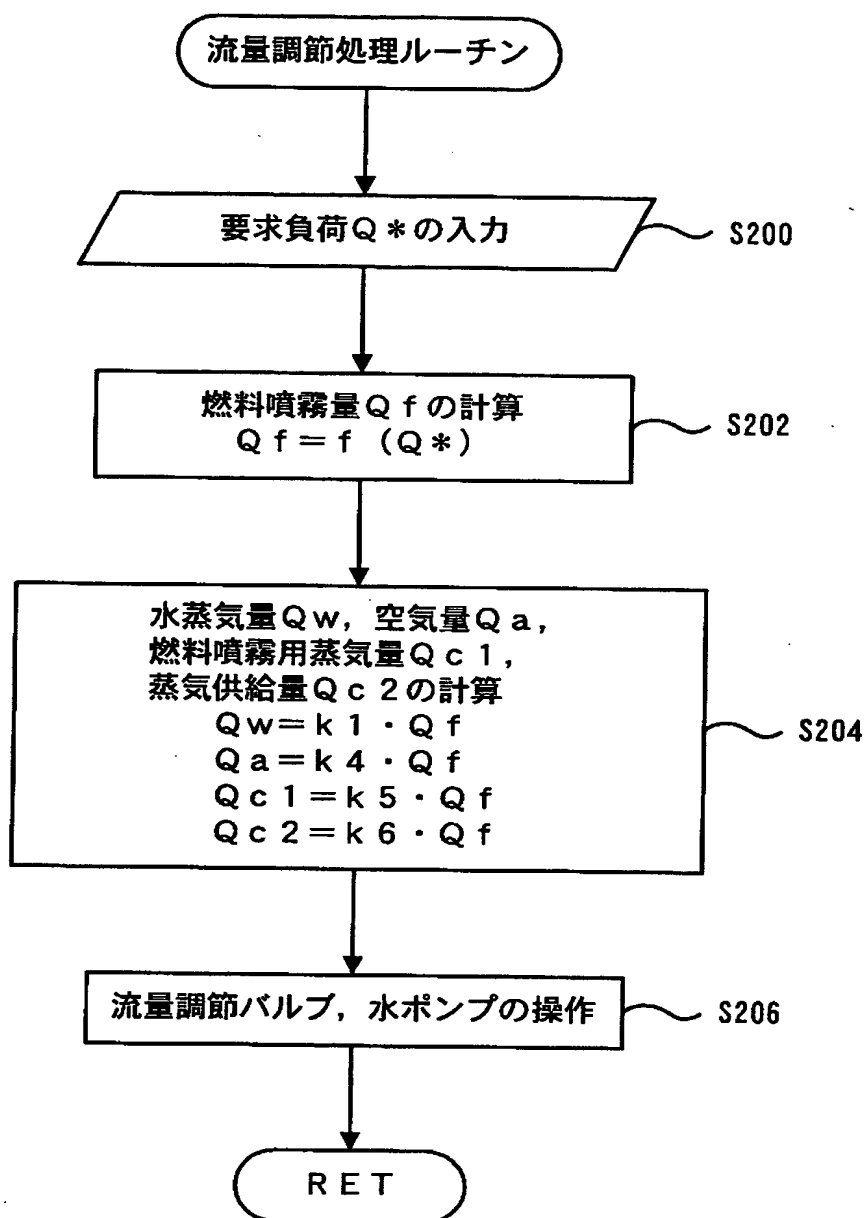 流量調節処理ルーチン
要求負荷Q*の入力
S200
燃料噴霧量Qfの計算
Qf=f(Q*)
S202
水蒸気量Qw,空気量Qa,
燃料噴霧用蒸気量Qc1,
蒸気供給量Qc2の計算
Qw=k1・Qf
Qa=k4・Qf
Qc1=k5・Qf
Qc2=k6・Qf
S204
流量調節バルブ,水ポンプの操作
S206
RET